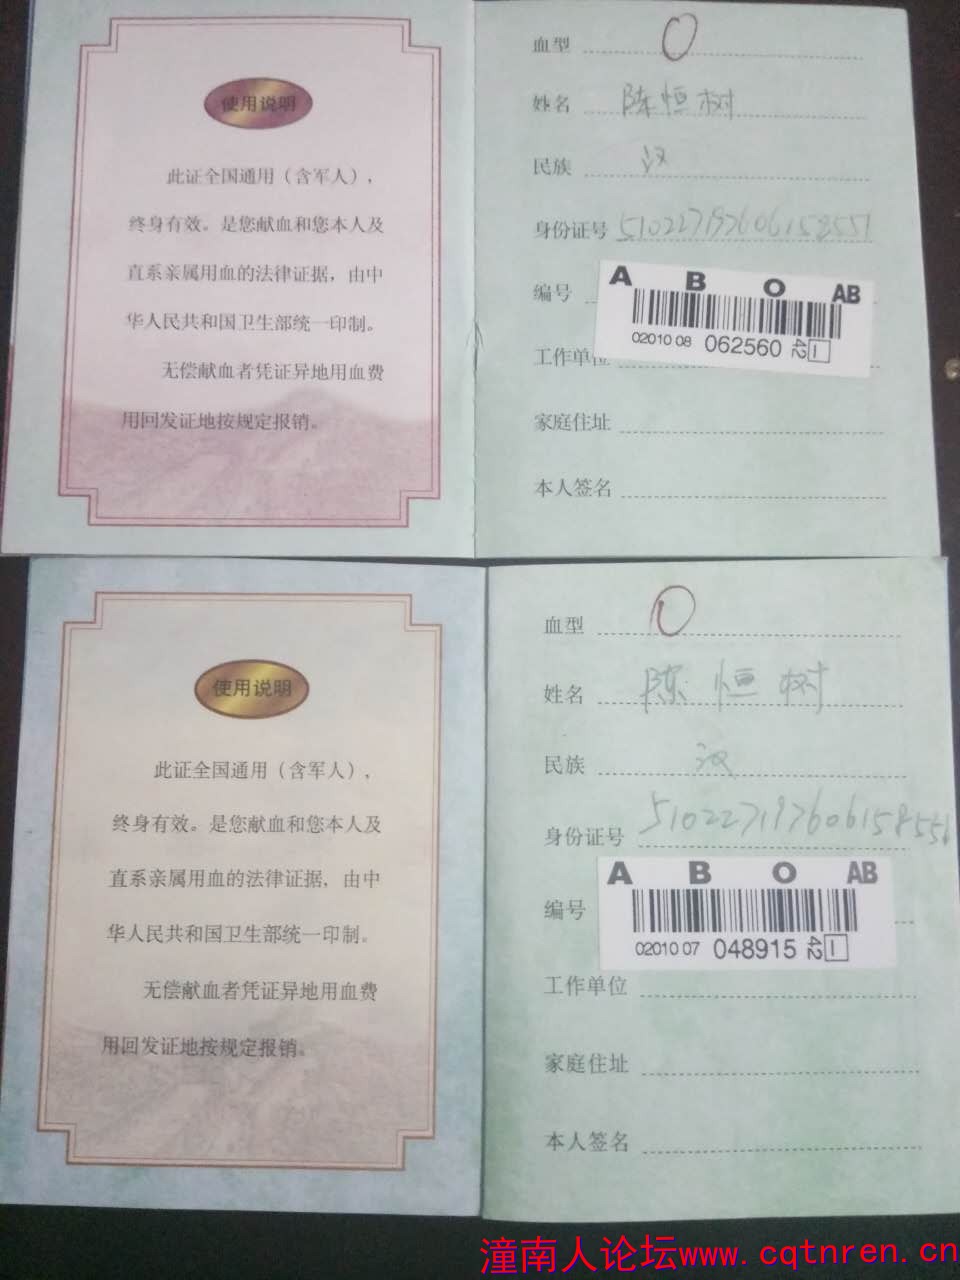 使用说明
此证全国通用（含军人），
终身有效。是您献血和您本人及
直系亲属用血的法律证据，由中
华人民共和国卫生部统一印制。
无偿献血者凭证异地用血费
用回发证地按规定报销。
血型 O
姓名 陈恒树
民族 汉
身份证号 510227197606158551
编号
A B O AB
02010 08 062560 42 I
工作单位
家庭住址
本人签名
使用说明
此证全国通用（含军人），
终身有效。是您献血和您本人及
直系亲属用血的法律证据，由中
华人民共和国卫生部统一印制。
无偿献血者凭证异地用血费
用回发证地按规定报销。
血型 O
姓名 陈恒树
民族 汉
身份证号
编号
A B O AB
02010 07 048915 42 I
工作单位
家庭住址
本人签名
潼南人论坛www.cqtnren.cn